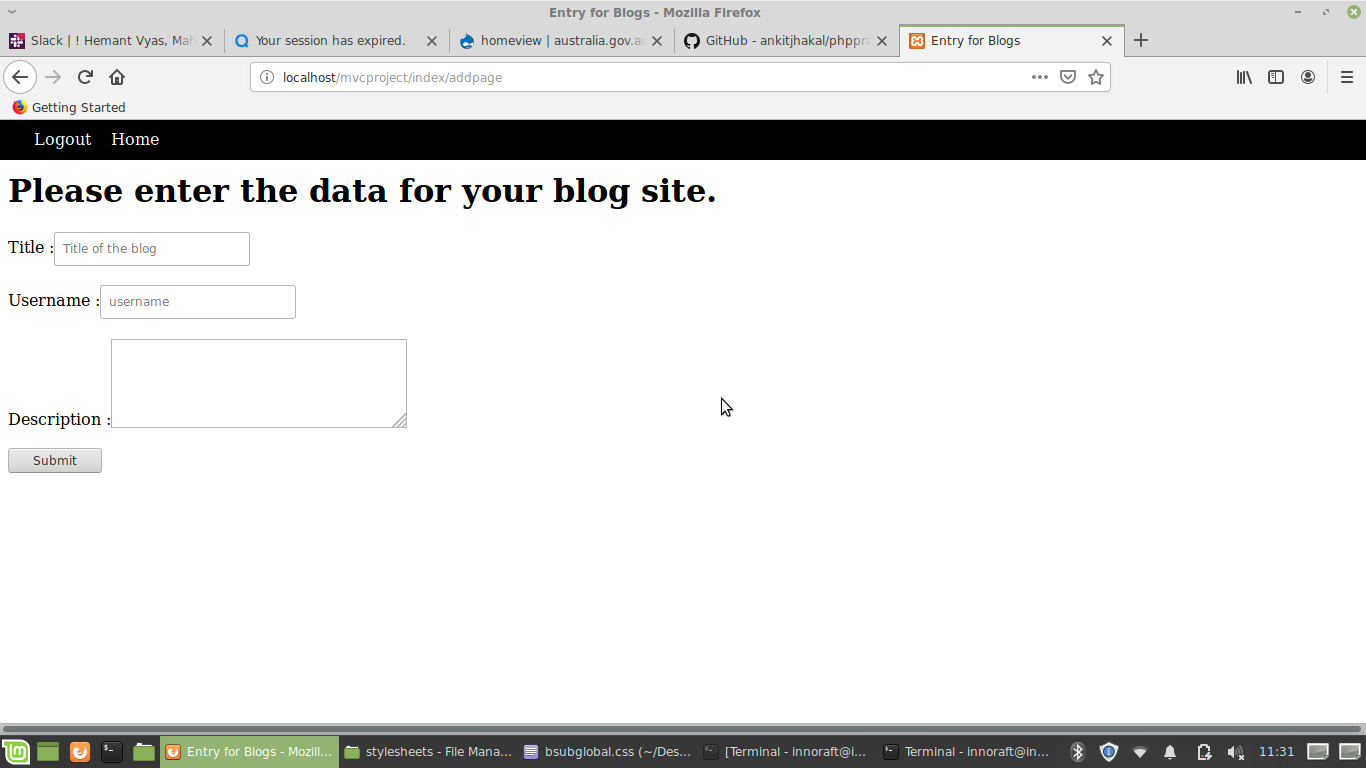 Entry for Blogs - Mozilla Firefox
Slack | ! Hemant Vyas, Mah
Your session has expired.
homeview | australia.gov.au
GitHub - ankitjhakal/phppra
Entry for Blogs
localhost/mvcproject/index/addpage
Getting Started
Logout Home
Please enter the data for your blog site.
Title : Title of the blog
Username : username
Description :
Submit
Entry for Blogs - Mozill...
stylesheets - File Mana...
bsubglobal.css (~/Des...
[Terminal - innoraft@i...
Terminal - innoraft@in...
11:31